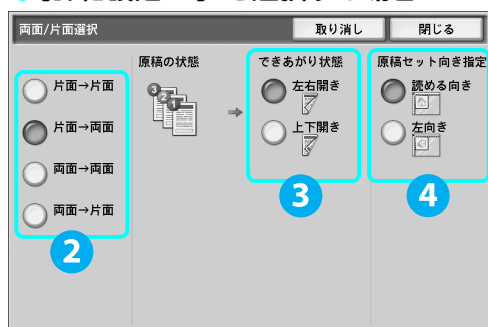 両面/片面選択
取り消し
閉じる
原稿の状態
できあがり状態
原稿セット向き指定
片面→片面
片面→両面
両面→両面
両面→片面
3
2
1
左右開き
上下開き
読める向き
左向き
2
3
4